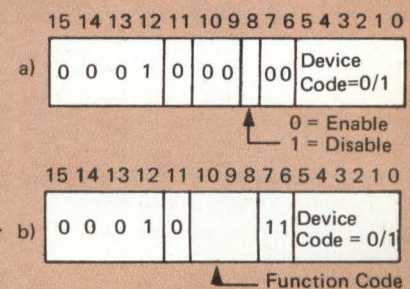 15 14 13 12 11 10 9 8 7 6 5 4 3 2 1 0
a) 0 0 0 1 0 0 0 0 0 Device
Code=0/1
0 = Enable
1 = Disable
15 14 13 12 11 10 9 8 7 6 5 4 3 2 1 0
b) 0 0 0 1 0 1 1 Device
Code = 0/1
Function Code